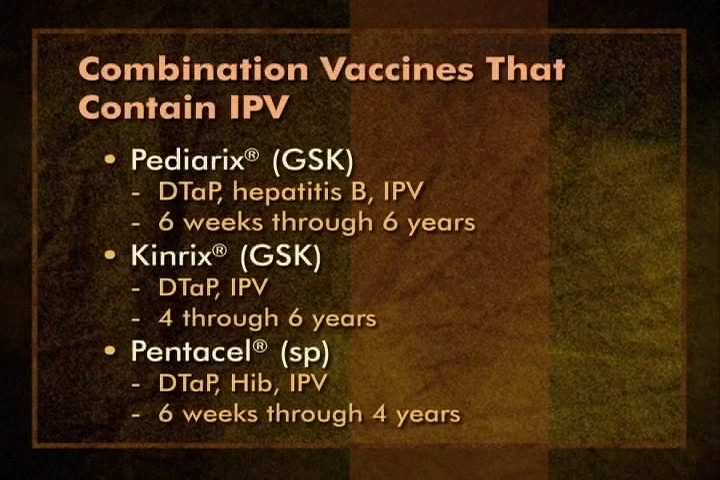 Combination Vaccines That
Contain IPV
• Pediarix® (GSK)
- DTaP, hepatitis B, IPV
- 6 weeks through 6 years
• Kinrix® (GSK)
- DTaP, IPV
- 4 through 6 years
• Pentacel® (sp)
- DTaP, Hib, IPV
- 6 weeks through 4 years